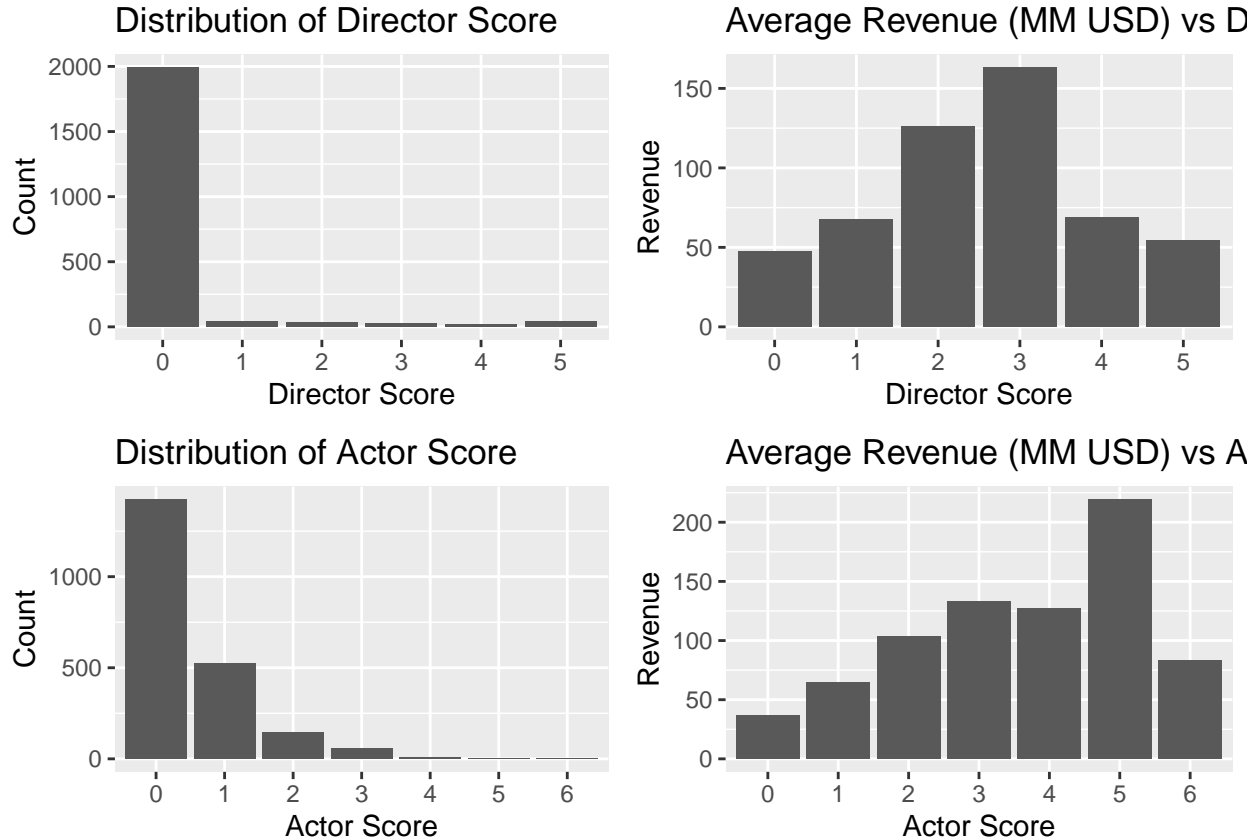 Distribution of Director Score
2000
1500
1000
500
0
Count
0 1 2 3 4 5
Director Score
Average Revenue (MM USD) vs D
150
100
50
0
Revenue
0 1 2 3 4 5
Director Score
Distribution of Actor Score
1000
500
0
Count
0 1 2 3 4 5 6
Actor Score
Average Revenue (MM USD) vs A
200
150
100
50
0
Revenue
0 1 2 3 4 5 6
Actor Score